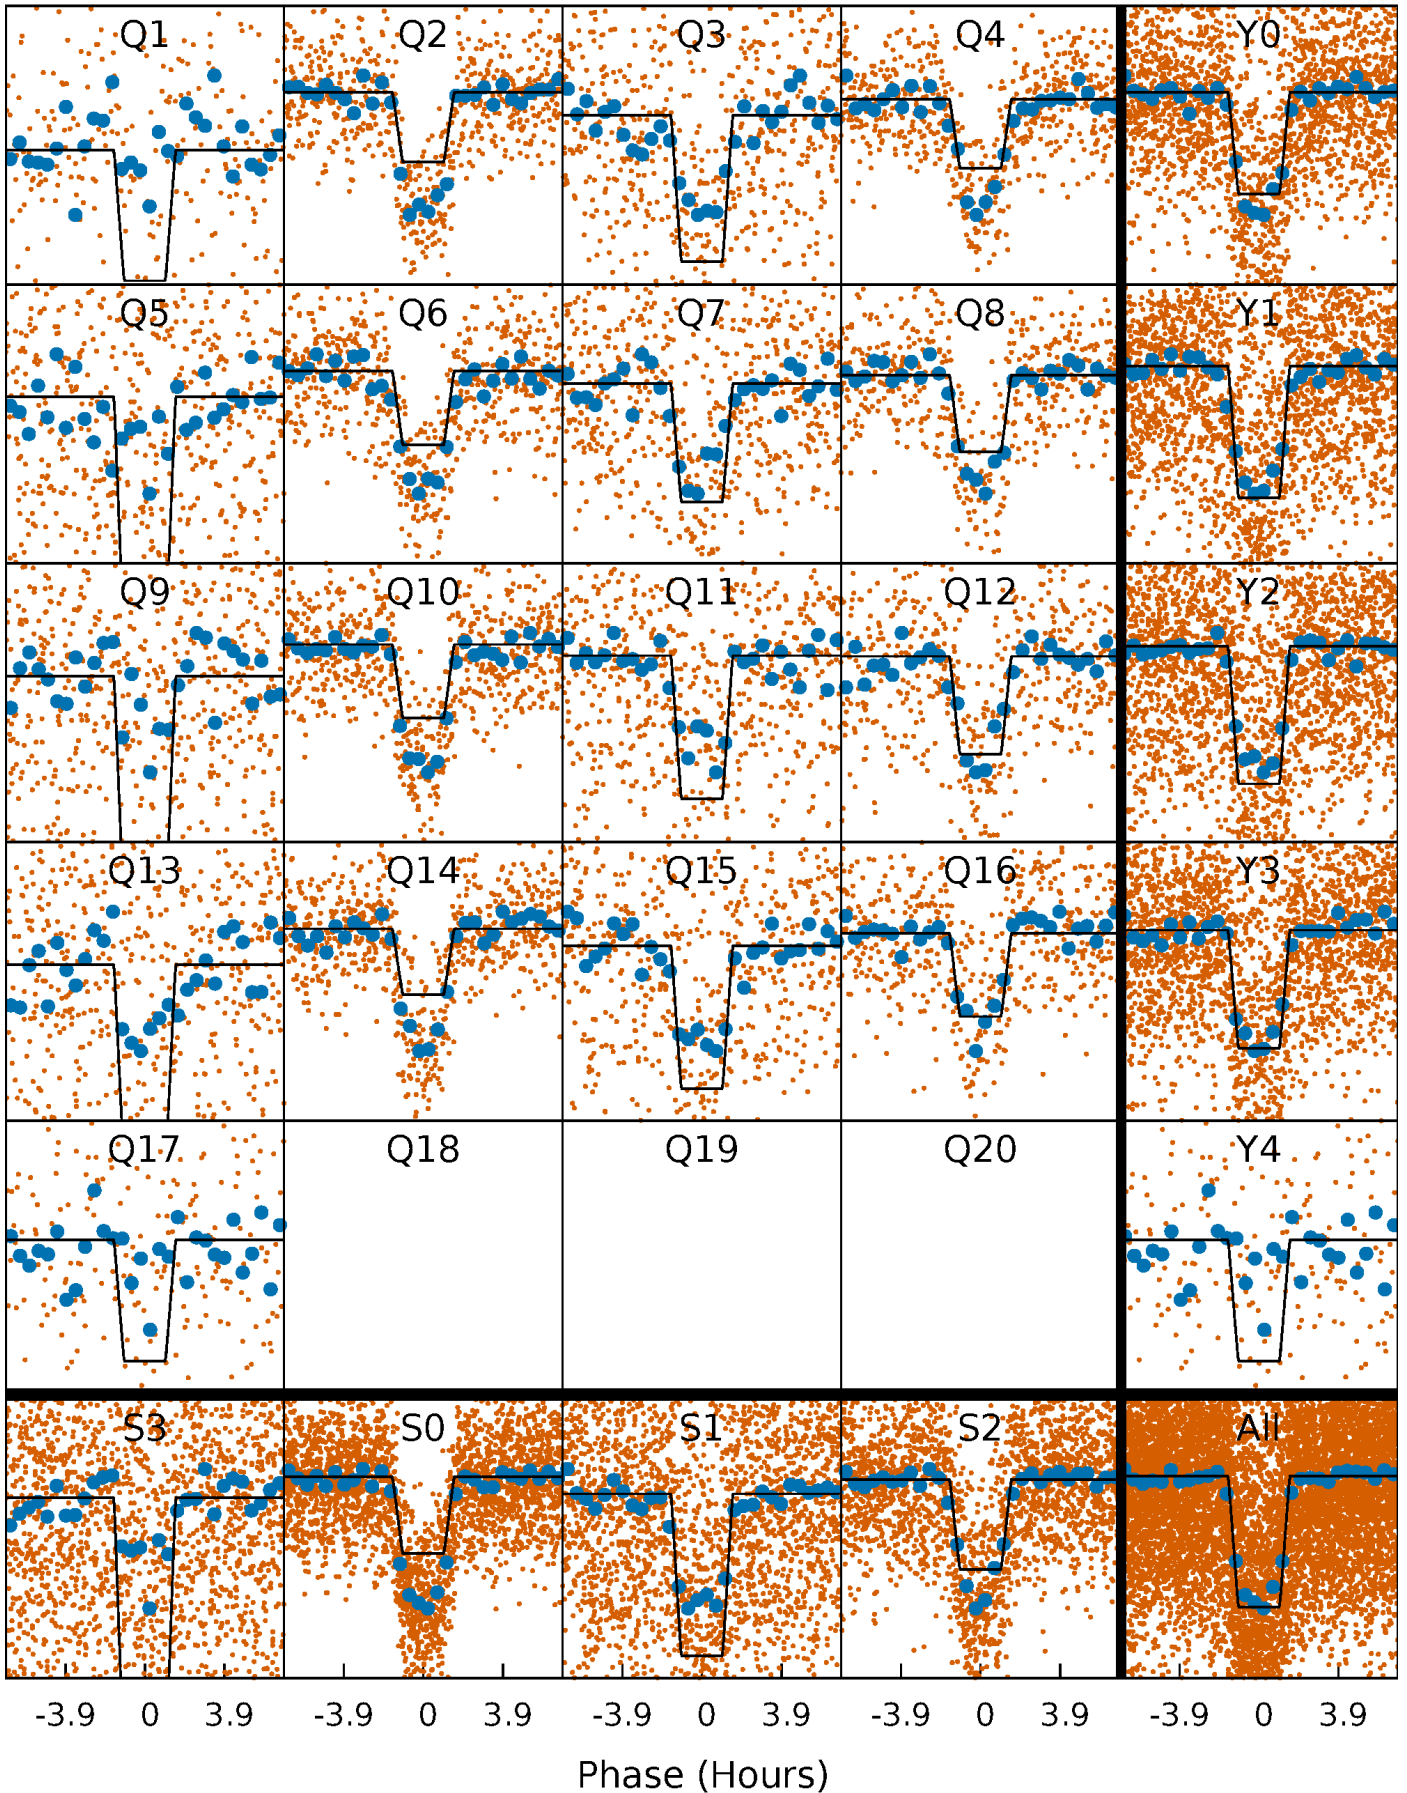 Q1 Q2 Q3 Q4 Y0
Q5 Q6 Q7 Q8 Y1
Q9 Q10 Q11 Q12 Y2
Q13 Q14 Q15 Q16 Y3
Q17 Q18 Q19 Q20 Y4
S3 S0 S1 S2 All
-3.9 0 3.9 -3.9 0 3.9 -3.9 0 3.9 -3.9 0 3.9 -3.9 0 3.9
Phase (Hours)